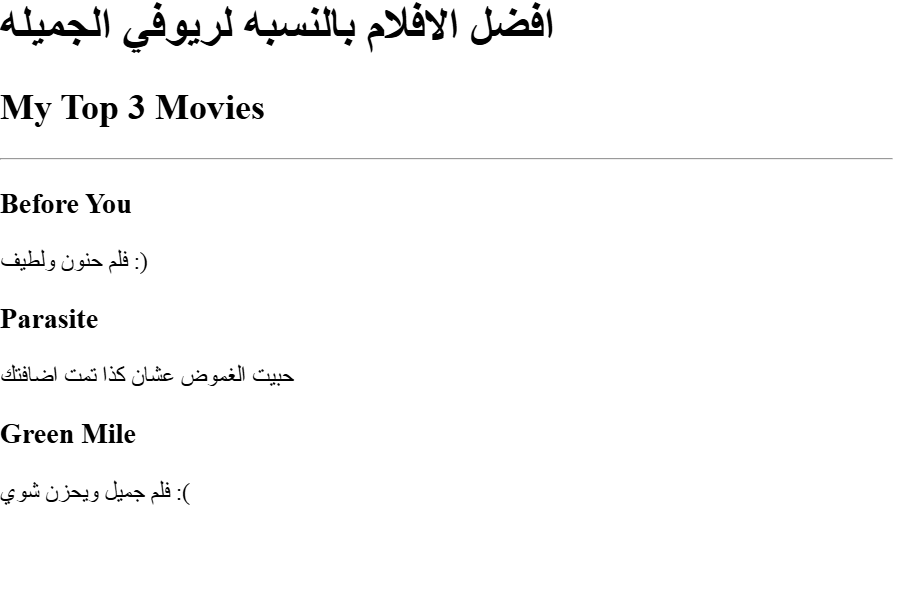 افضل الافلام بالنسبه لريوفي الجميله
My Top 3 Movies
Before You
فلم حنون ولطيف :)
Parasite
حبيت الغموض عشان كذا تمت اضافتك
Green Mile
فلم جميل ويحزن شوي :(